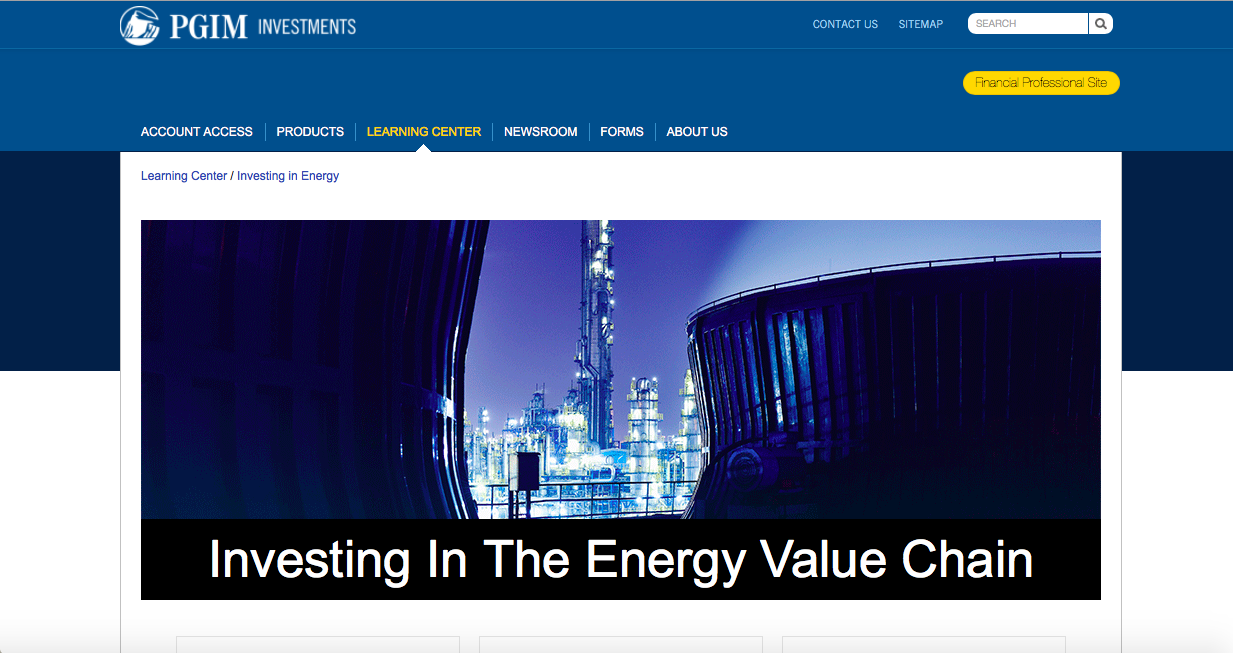 PGIM INVESTMENTS
CONTACT US SITEMAP SEARCH
Financial Professional Site
ACCOUNT ACCESS PRODUCTS LEARNING CENTER NEWSROOM FORMS ABOUT US
Learning Center / Investing in Energy
Investing In The Energy Value Chain